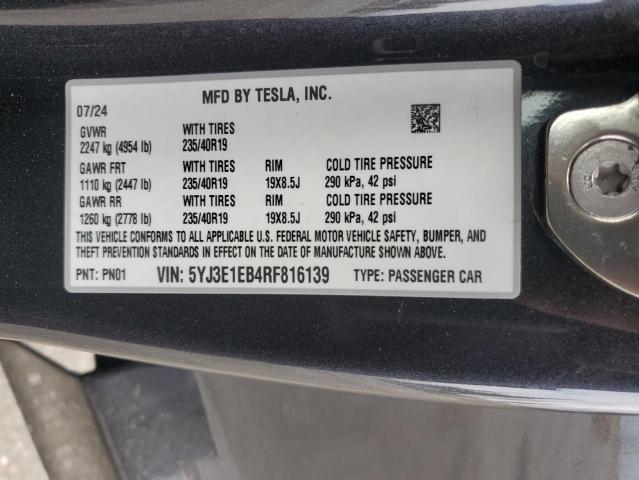 MFD BY TESLA, INC.
07/24
GVWR WITH TIRES
2247 kg (4954 lb) 235/40R19
GAWR FRT WITH TIRES RIM COLD TIRE PRESSURE
1110 kg (2447 lb) 235/40R19 19X8.5J 290 kPa, 42 psi
GAWR RR WITH TIRES RIM COLD TIRE PRESSURE
1260 kg (2778 lb) 235/40R19 19X8.5J 290 kPa, 42 psi
THIS VEHICLE CONFORMS TO ALL APPLICABLE U.S. FEDERAL MOTOR VEHICLE SAFETY, BUMPER, AND
THEFT PREVENTION STANDARDS IN EFFECT ON THE DATE OF MANUFACTURE SHOWN ABOVE.
PNT: PN01 VIN: 5YJ3E1EB4RF816139 TYPE: PASSENGER CAR